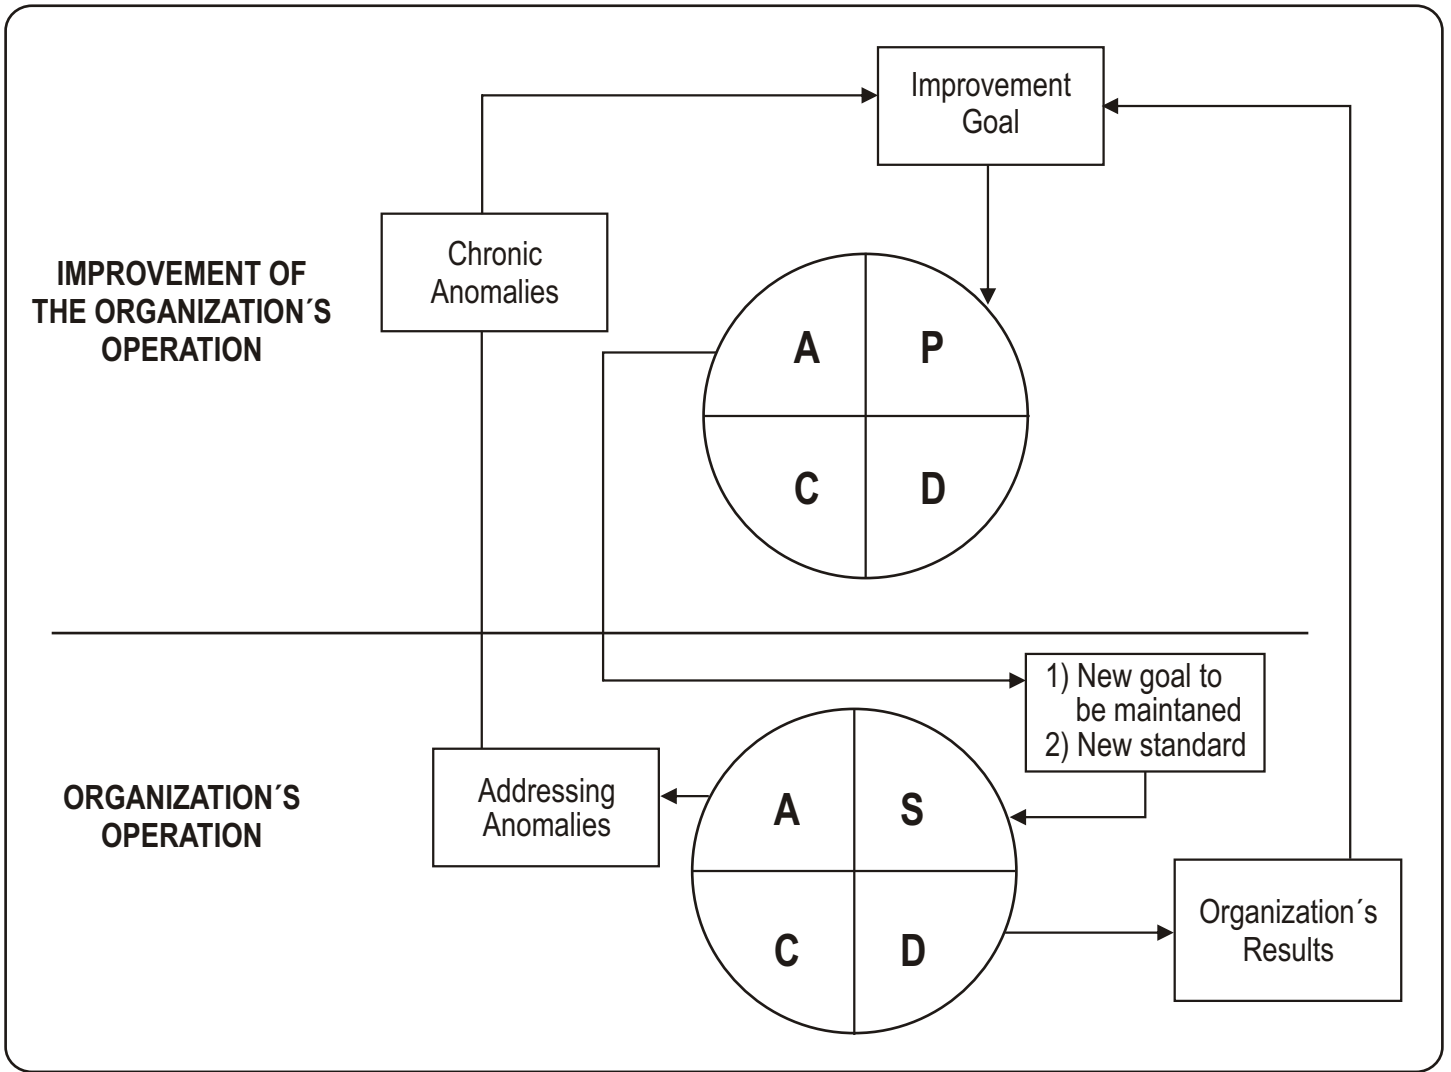 Improvement
Goal
Chronic
Anomalies
IMPROVEMENT OF
THE ORGANIZATION´S
OPERATION
A
P
C
D
1) New goal to
be maintaned
2) New standard
Addressing
Anomalies
ORGANIZATION´S
OPERATION
A
S
C
D
Organization´s
Results